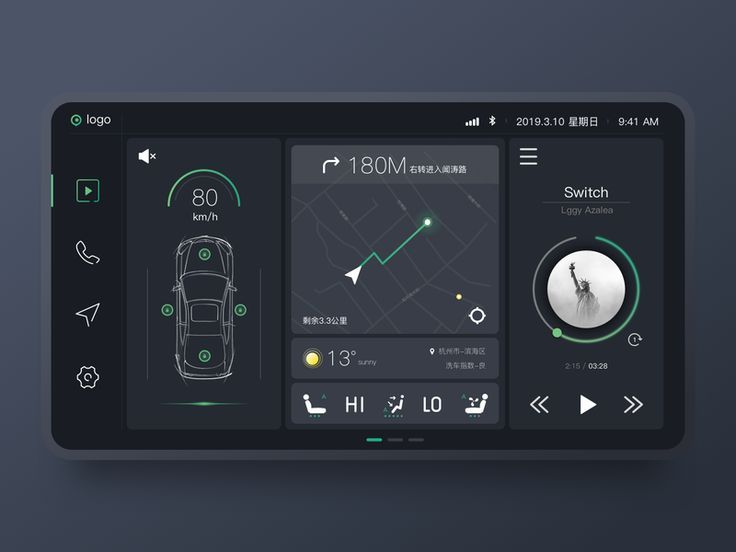 logo
2019.3.10 星期日
9:41 AM
80
km/h
180M 右转进入闻涛路
剩余3.3公里
13° sunny
杭州市-滨海区
洗车指数-良
A
HI
A
LO
A
Switch
Lggy Azalea
1
2:15 / 03:28